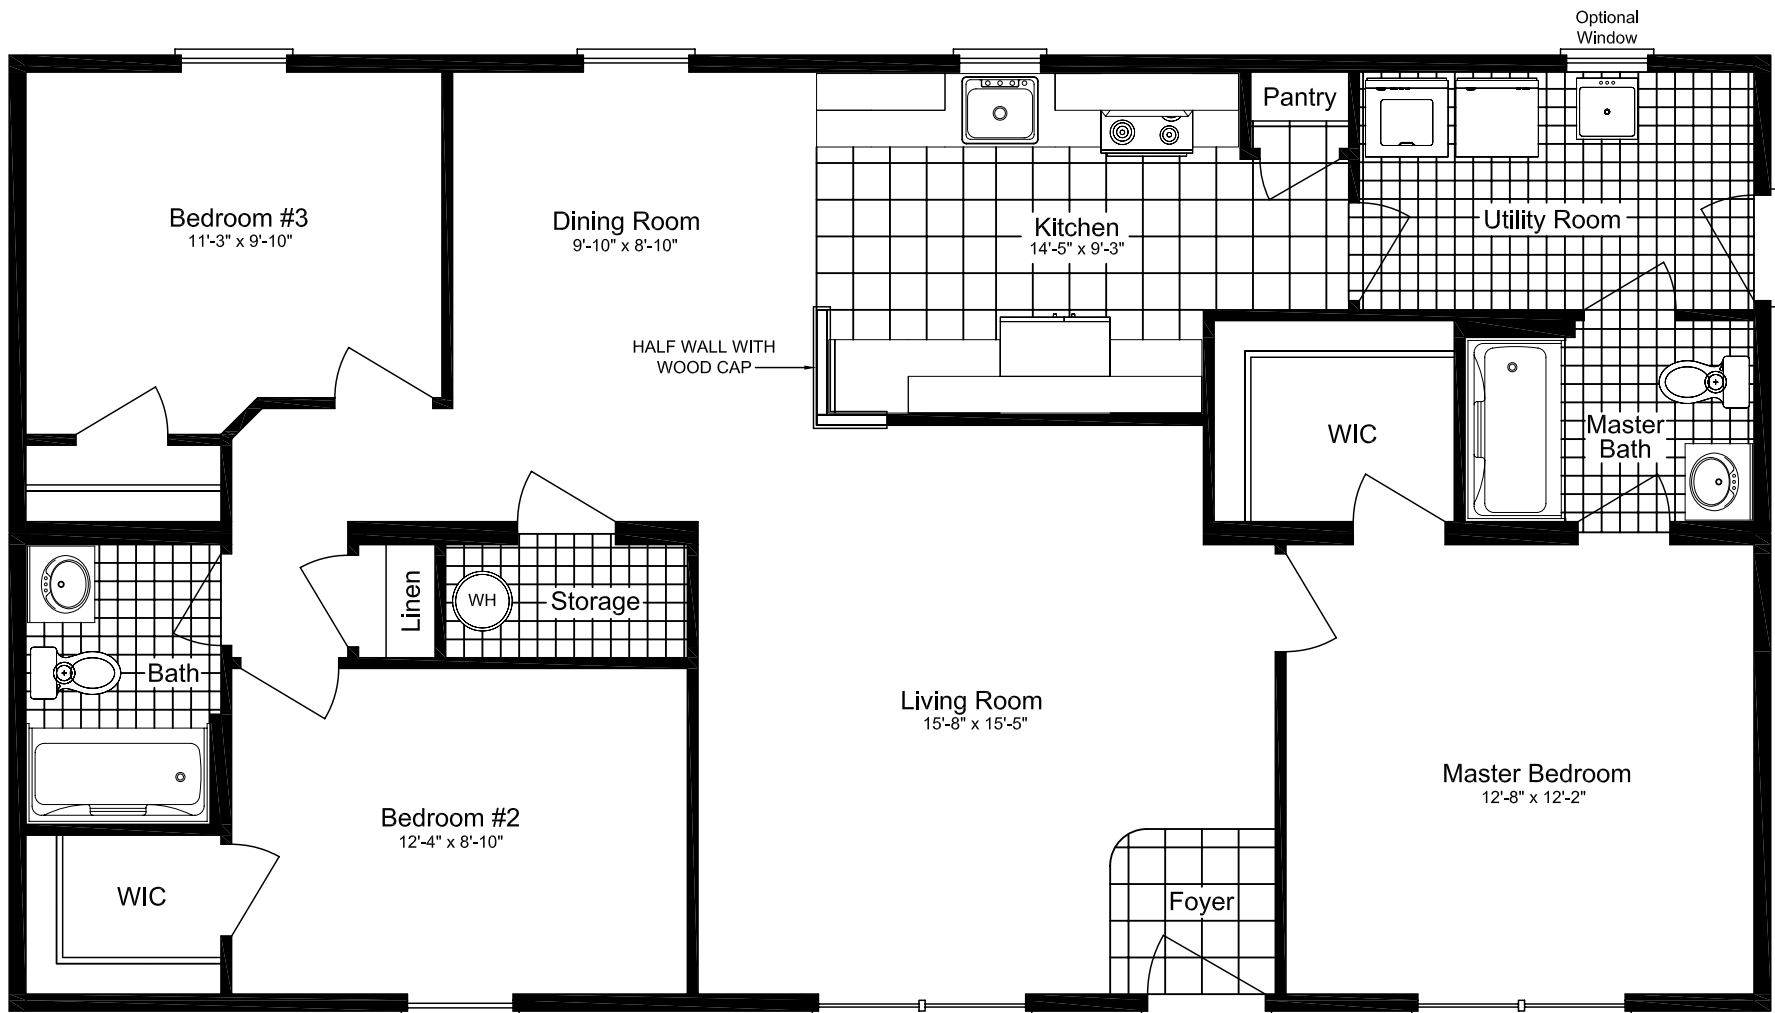 Optional
Window
Pantry
Bedroom #3
11'-3" x 9'-10"
Dining Room
9'-10" x 8'-10"
Kitchen
14'-5" x 9'-3"
Utility Room
HALF WALL WITH
WOOD CAP
WIC
Master
Bath
Linen
WH
Storage
Bath
Living Room
15'-8" x 15'-5"
Master Bedroom
12'-8" x 12'-2"
Bedroom #2
12'-4" x 8'-10"
WIC
Foyer